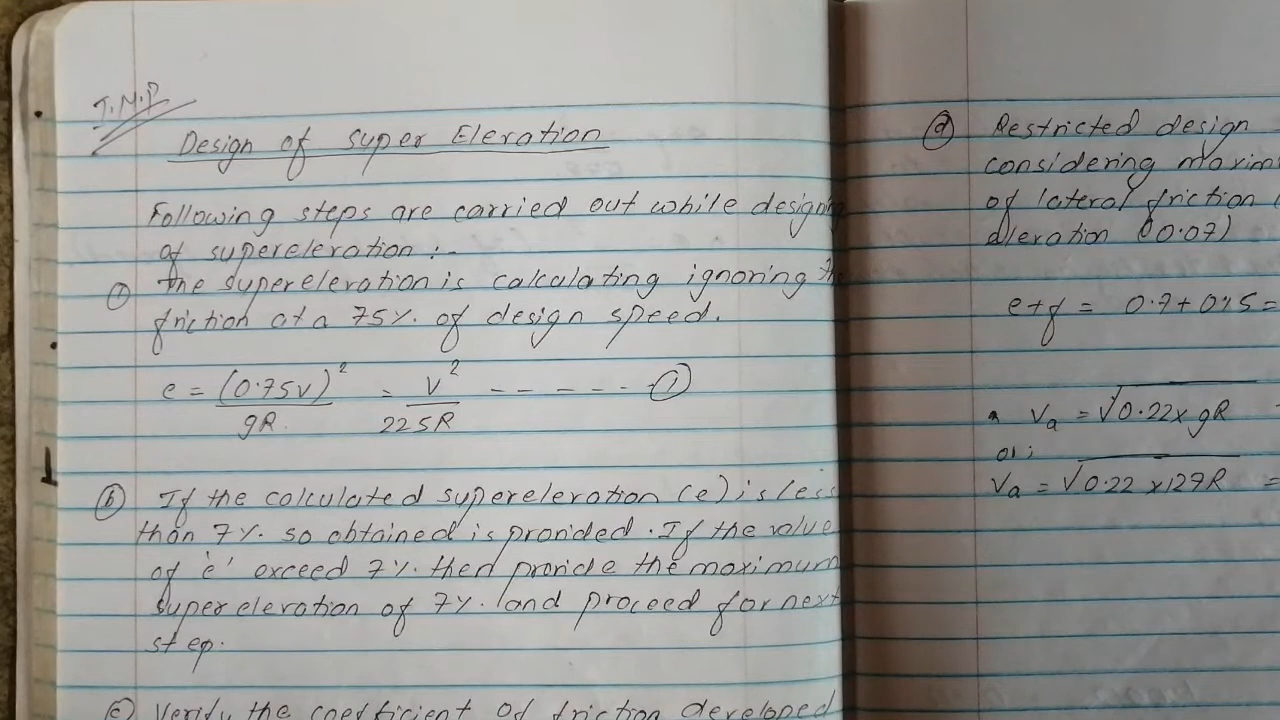 I.M.P
Design of super Elevation
Following steps are carried out while designing
of superelevation :-
ⓐ the superelevation is calculating ignoring the
friction at a 75%. of design speed.
e = (0.75v)² / gR = v² / 225R ------ ①
ⓑ If the calculated superelevation (e) is less
than 7%. so obtained is provided. If the value
of 'e' exceed 7%. then provide the maximum
super elevation of 7%. and proceed for next
step.
ⓒ Verify the coefficient of friction developed
ⓓ Restricted design
considering maxim
of lateral friction
elevation (0.07)
e+f = 0.7+0.15 =
Va = √0.22x gR
or;
Va = √0.22 x127R =